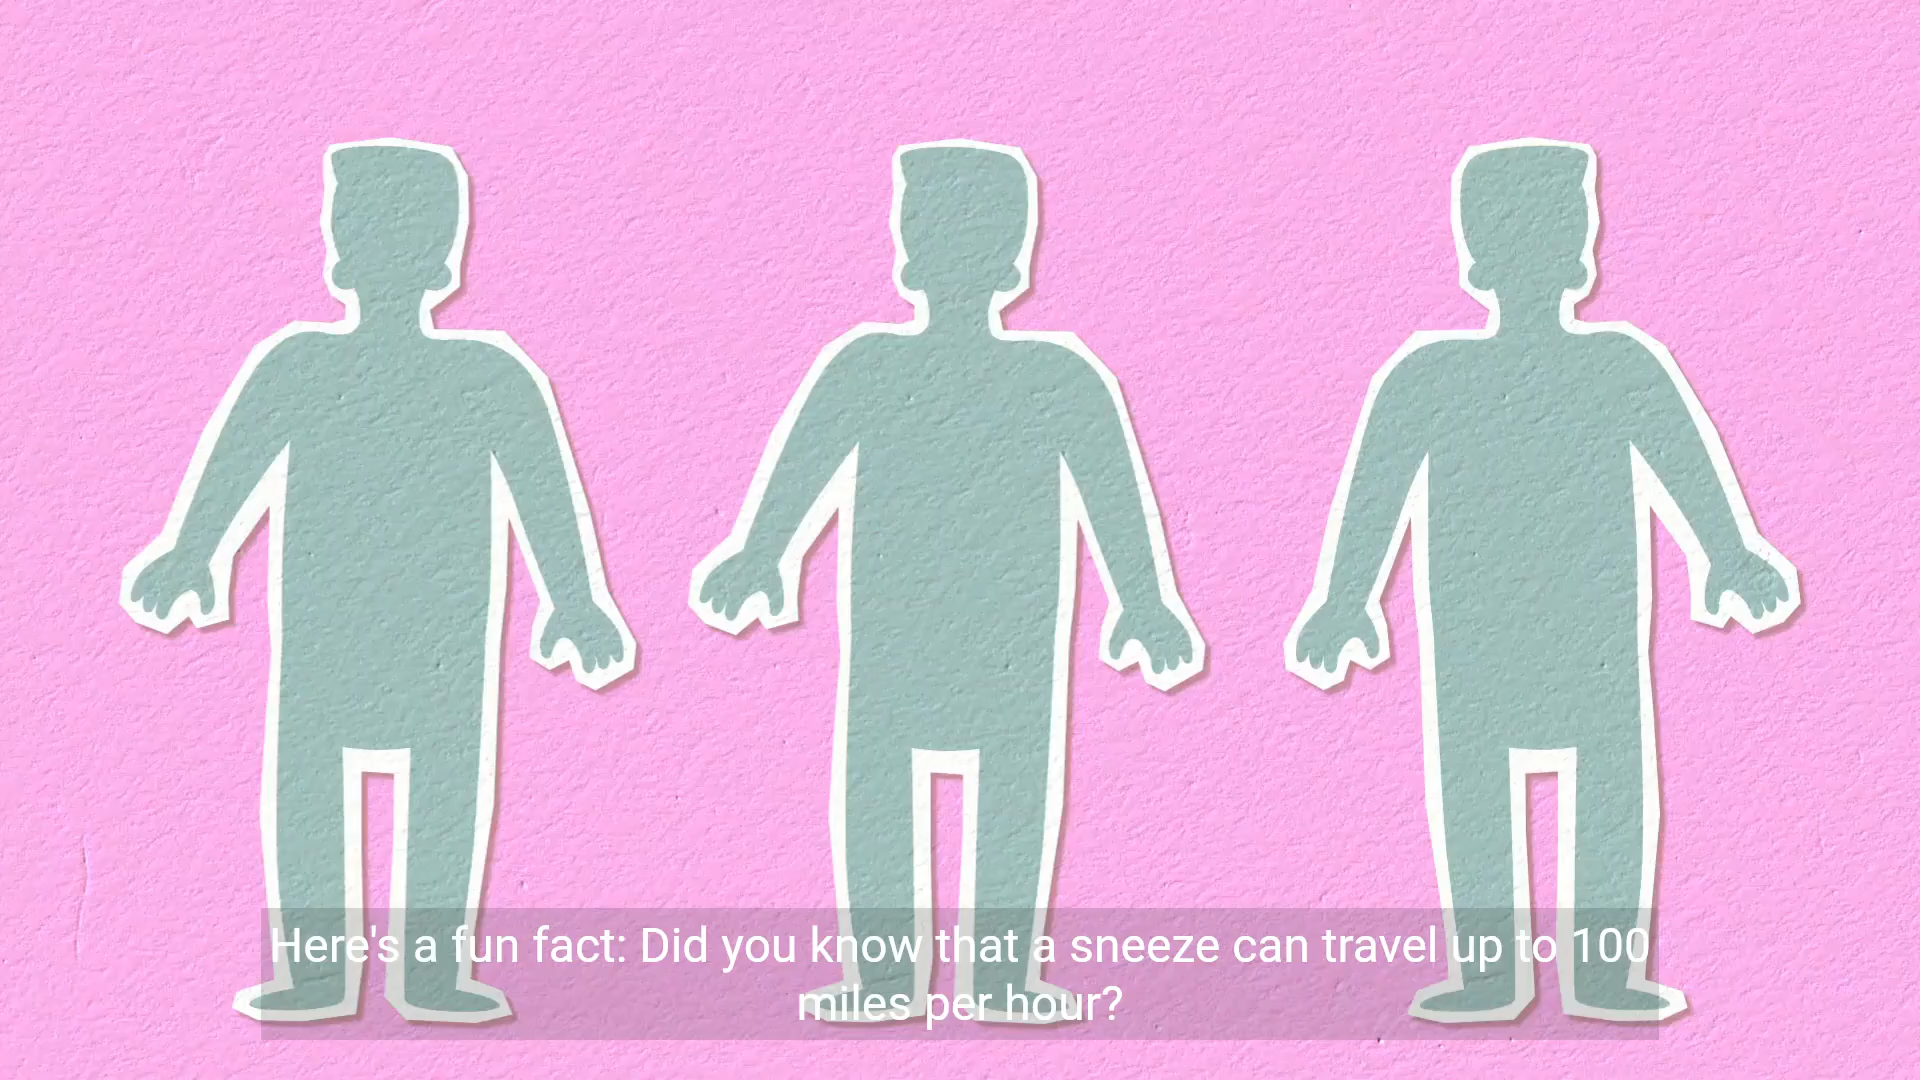 Here's a fun fact: Did you know that a sneeze can travel up to 100
miles per hour?